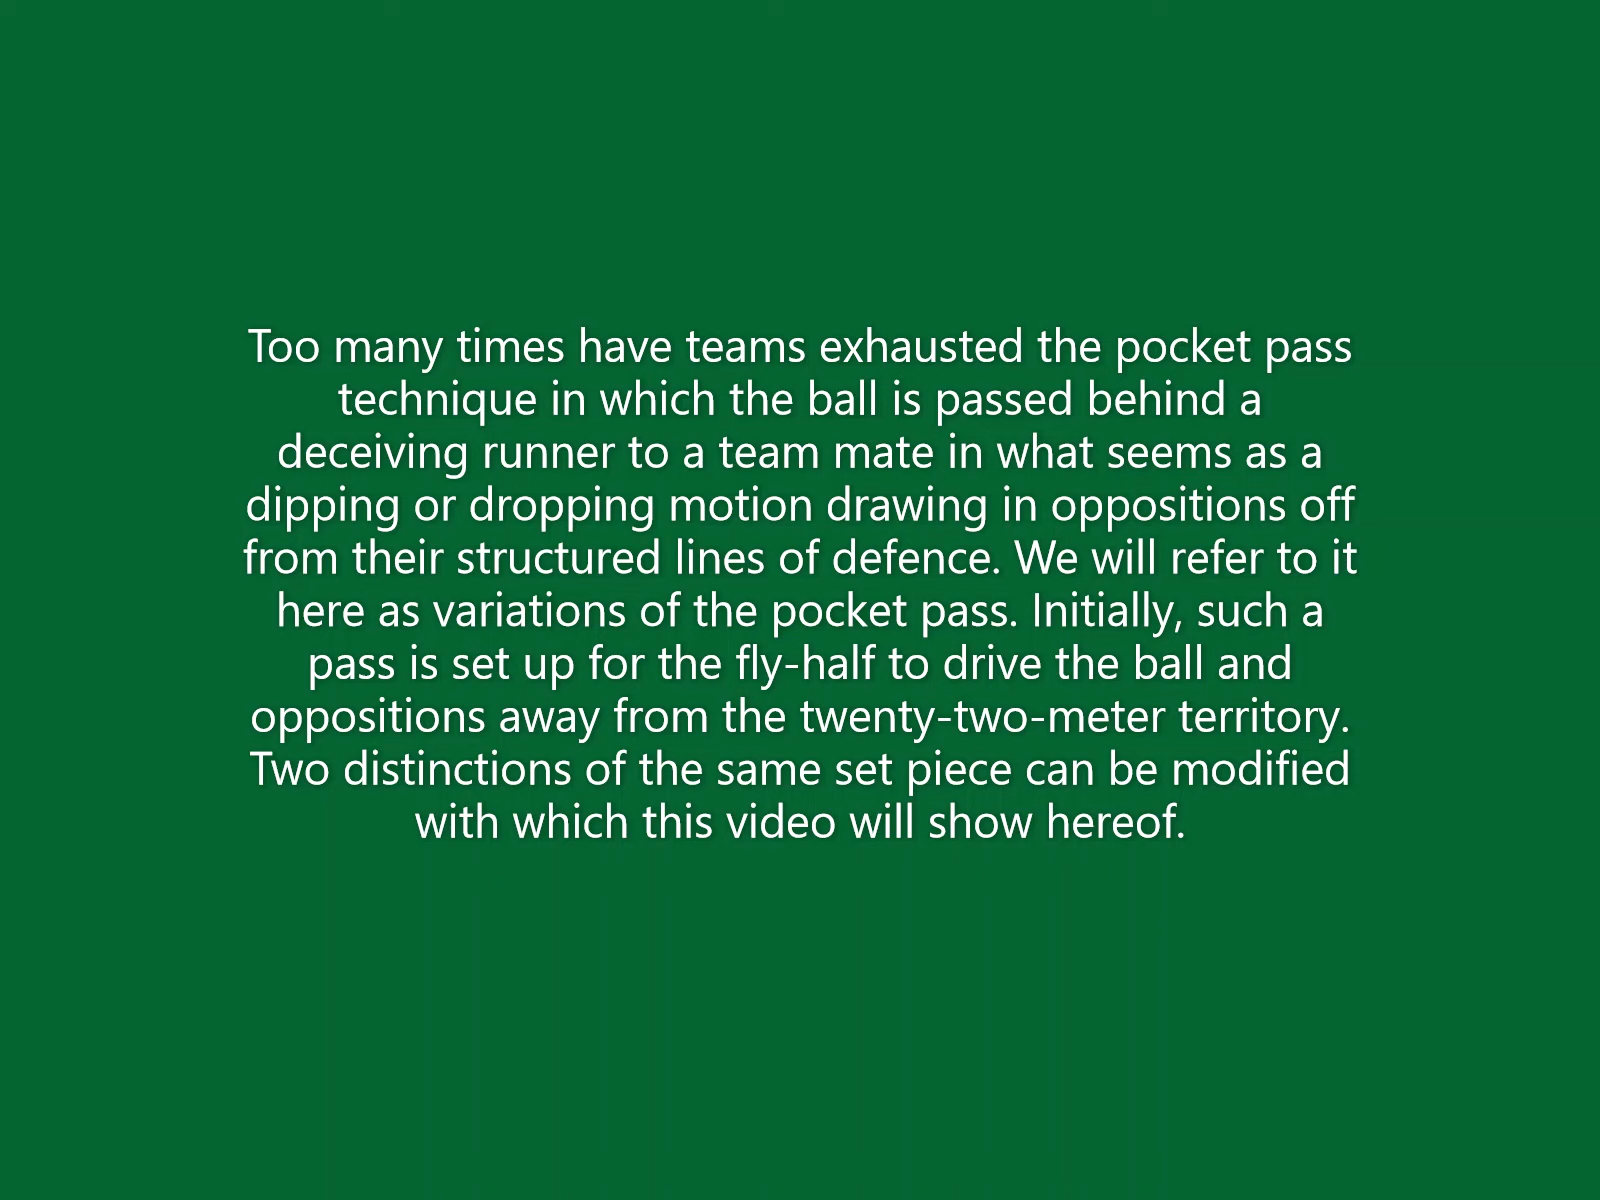 Too many times have teams exhausted the pocket pass
technique in which the ball is passed behind a
deceiving runner to a team mate in what seems as a
dipping or dropping motion drawing in oppositions off
from their structured lines of defence. We will refer to it
here as variations of the pocket pass. Initially, such a
pass is set up for the fly-half to drive the ball and
oppositions away from the twenty-two-meter territory.
Two distinctions of the same set piece can be modified
with which this video will show hereof.